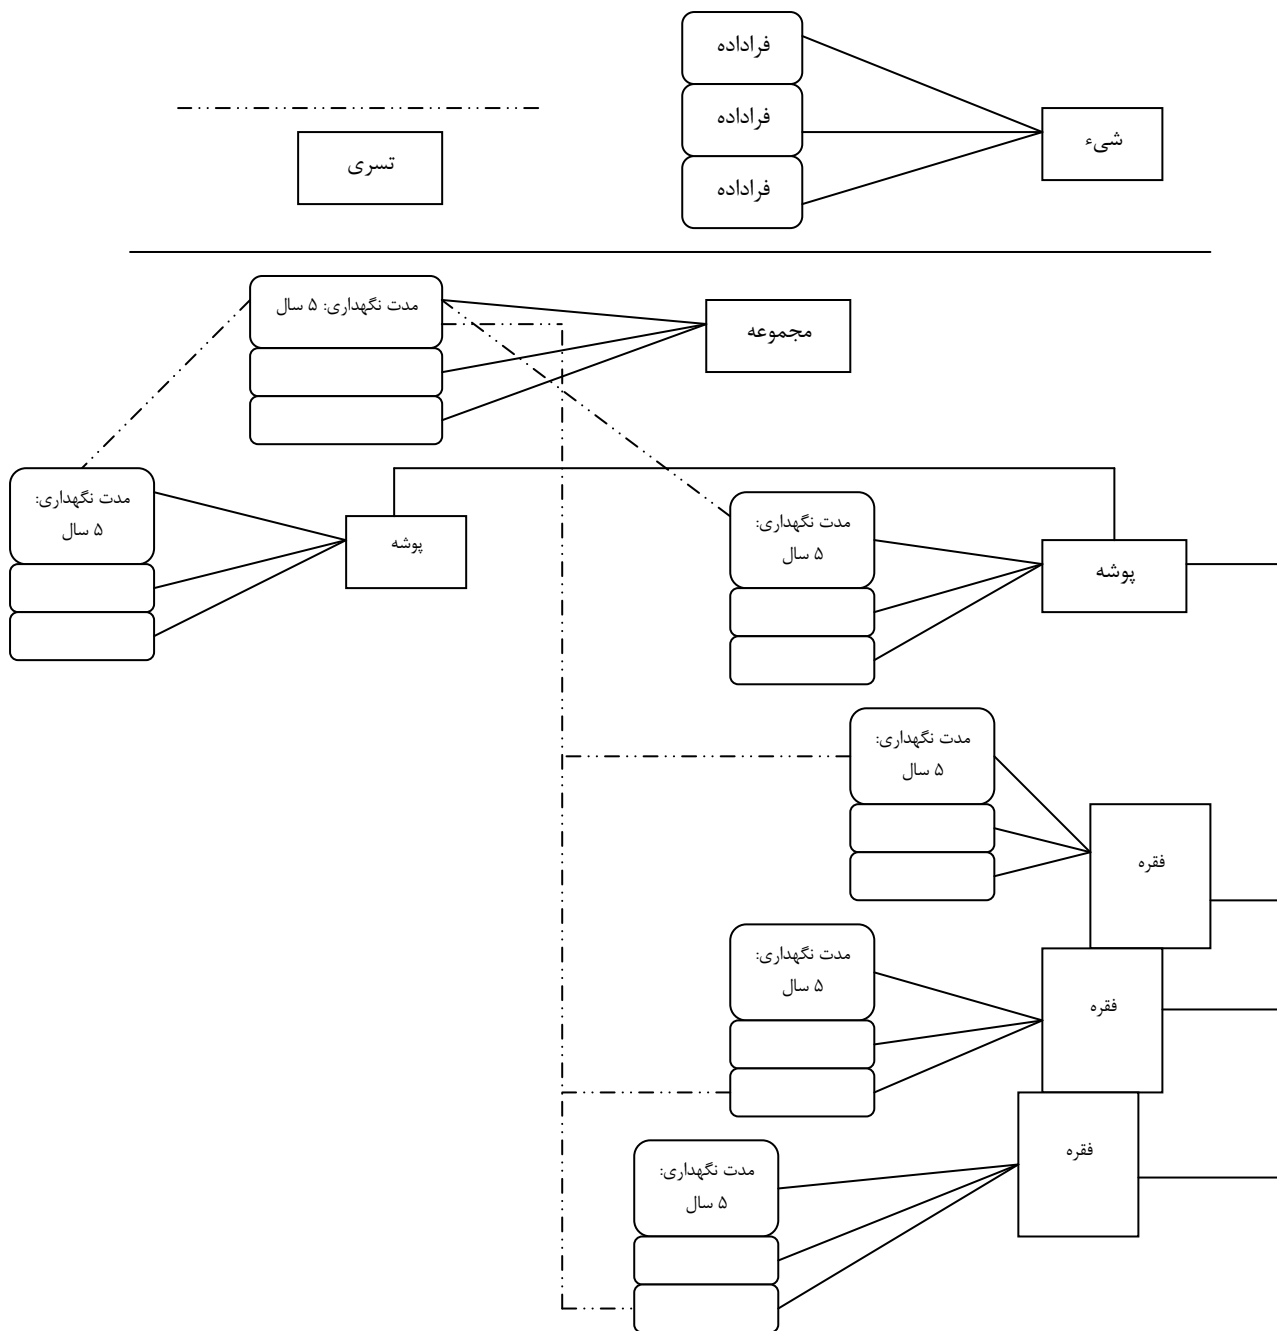 فراداده
فراداده
شیء
تسری
فراداده
مدت نگهداری: ۵ سال
مجموعه
مدت نگهداری:
۵ سال
پوشه
مدت نگهداری:
۵ سال
پوشه
مدت نگهداری:
۵ سال
فقره
مدت نگهداری:
۵ سال
فقره
مدت نگهداری:
۵ سال
فقره